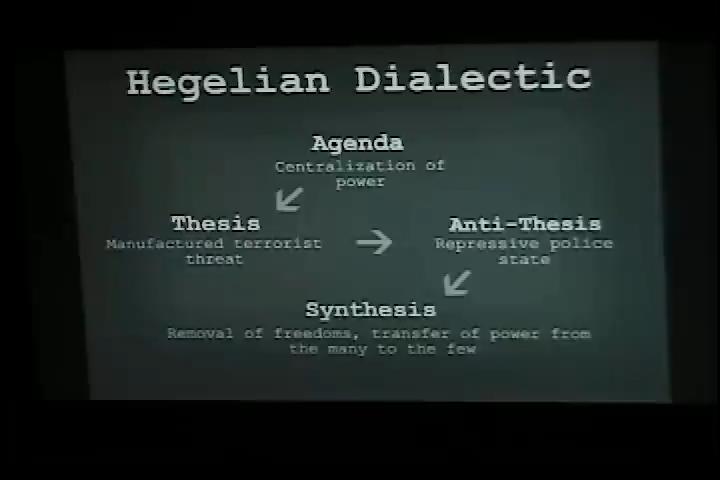 Hegelian Dialectic
Agenda
Centralization of
power
Thesis
Manufactured terrorist
threat
Anti-Thesis
Repressive police
state
Synthesis
Removal of freedoms, transfer of power from
the many to the few